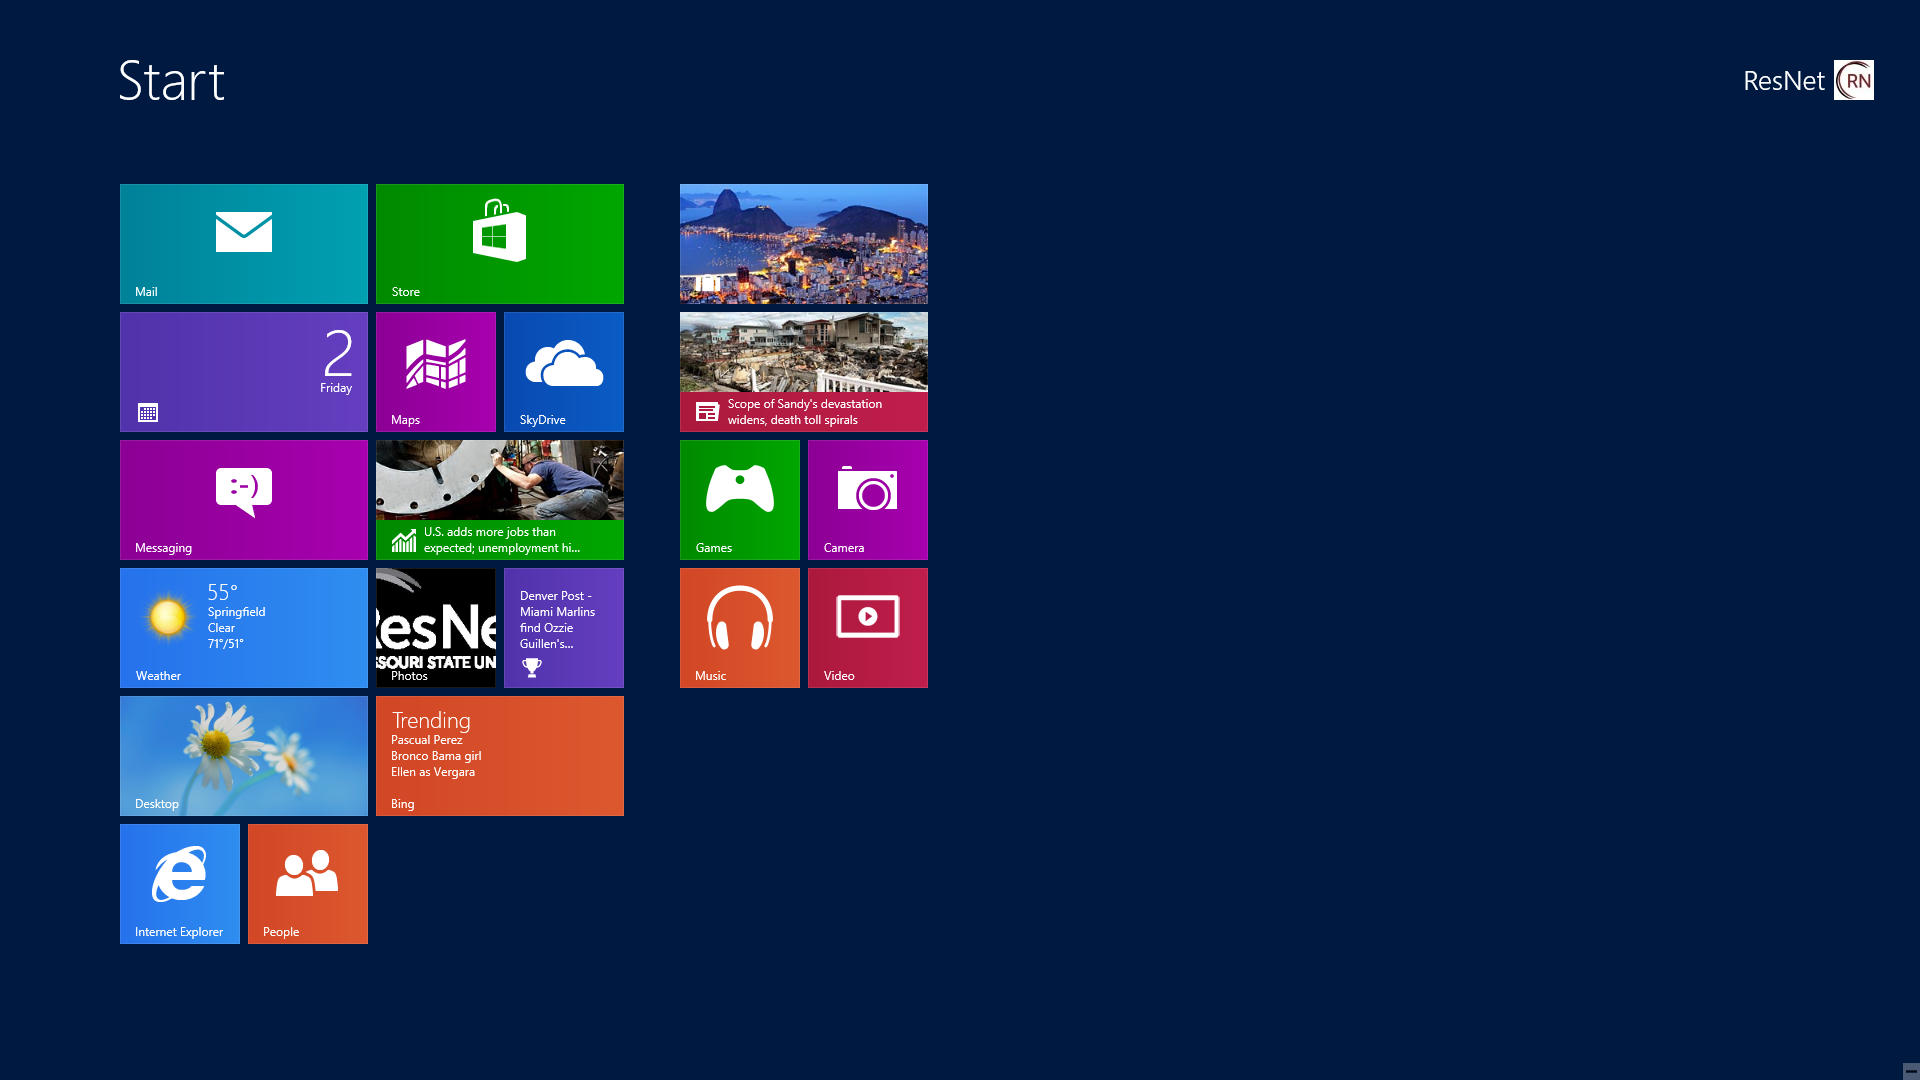 Start
ResNet
RN
Mail
Store
2
Friday
Maps
SkyDrive
Scope of Sandy's devastation
widens, death toll spirals
:-)
Messaging
U.S. adds more jobs than
expected; unemployment hi...
Games
Camera
55°
Springfield
Clear
71°/51°
Weather
ResNe
SSOURI STATE UN
Photos
Denver Post -
Miami Marlins
find Ozzie
Guillen's...
Music
Video
Desktop
Trending
Pascual Perez
Bronco Bama girl
Ellen as Vergara
Bing
Internet Explorer
People